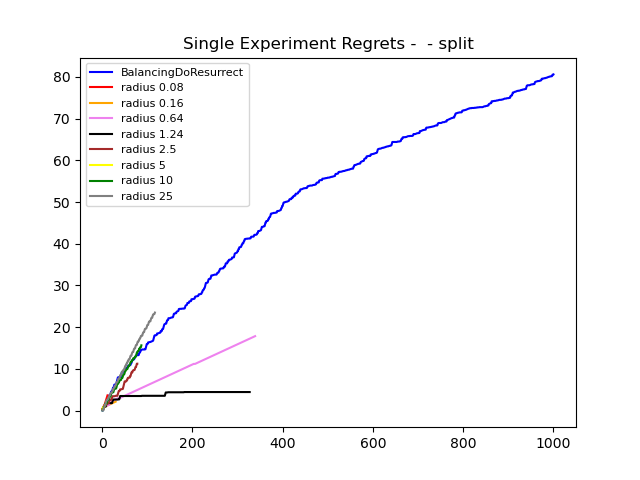 Single Experiment Regrets -  - split
BalancingDoResurrect
radius 0.08
radius 0.16
radius 0.64
radius 1.24
radius 2.5
radius 5
radius 10
radius 25
80
70
60
50
40
30
20
10
0
0 200 400 600 800 1000